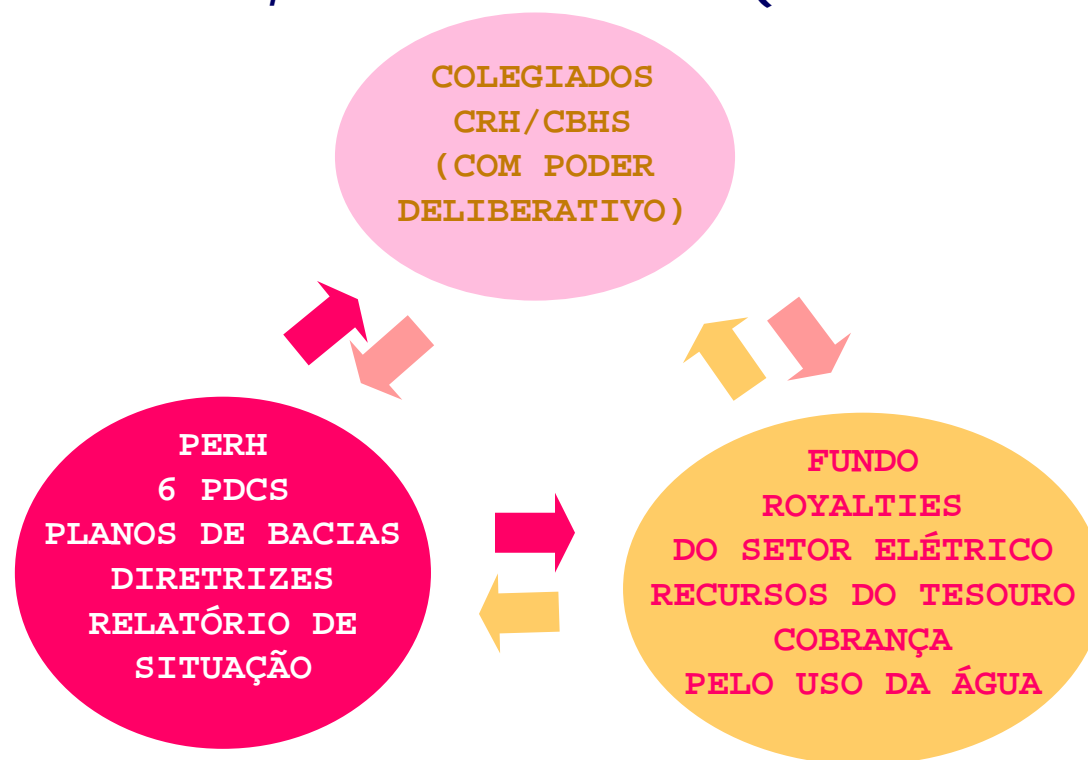 COLEGIADOS
CRH/CBHS
(COM PODER
DELIBERATIVO)
PERH
6 PDCS
PLANOS DE BACIAS
DIRETRIZES
RELATÓRIO DE
SITUAÇÃO
FUNDO
ROYALTIES
DO SETOR ELÉTRICO
RECURSOS DO TESOURO
COBRANÇA
PELO USO DA ÁGUA